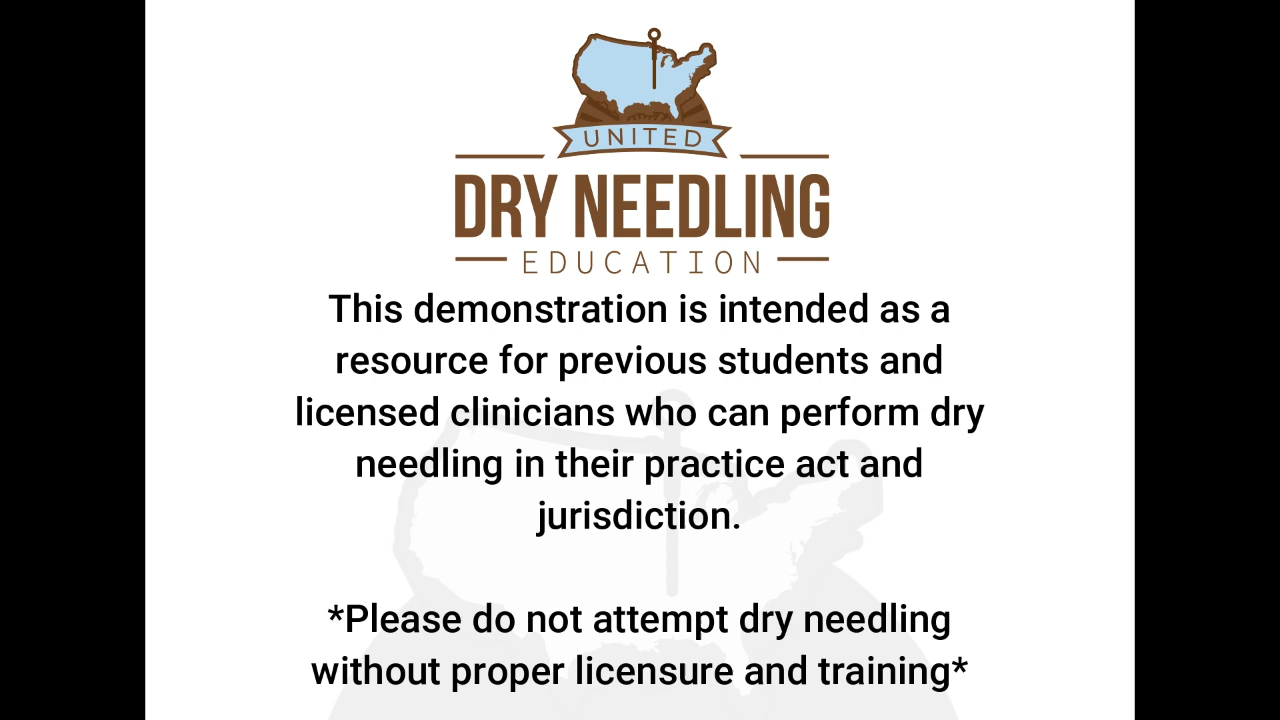 UNITED
DRY NEEDLING
EDUCATION
This demonstration is intended as a
resource for previous students and
licensed clinicians who can perform dry
needling in their practice act and
jurisdiction.
*Please do not attempt dry needling
without proper licensure and training*